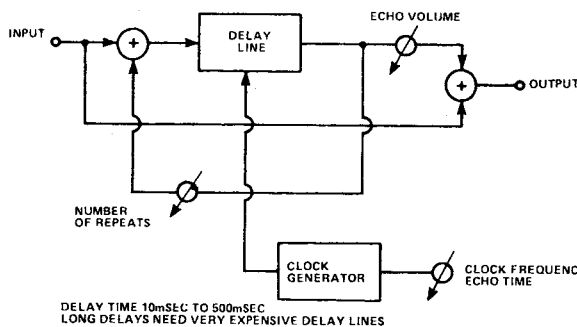 ECHO VOLUME
INPUT
DELAY
LINE
+
+
OUTPUT
NUMBER
OF REPEATS
CLOCK
GENERATOR
CLOCK FREQUENC
ECHO TIME
DELAY TIME 10mSEC TO 500mSEC
LONG DELAYS NEED VERY EXPENSIVE DELAY LINES